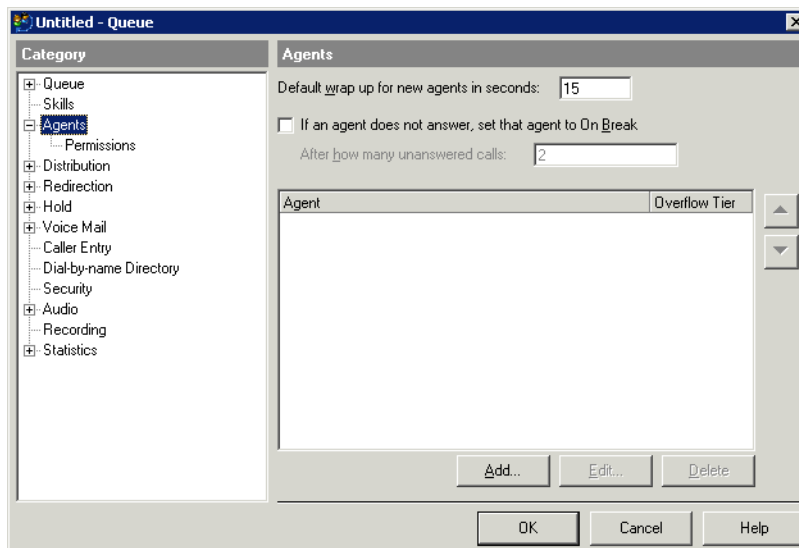 Untitled - Queue
Category
Queue
Skills
Agents
Permissions
Distribution
Redirection
Hold
Voice Mail
Caller Entry
Dial-by-name Directory
Security
Audio
Recording
Statistics
Agents
Default wrap up for new agents in seconds: 15
If an agent does not answer, set that agent to On Break
After how many unanswered calls: 2
Agent Overflow Tier
Add... Edit... Delete
OK Cancel Help